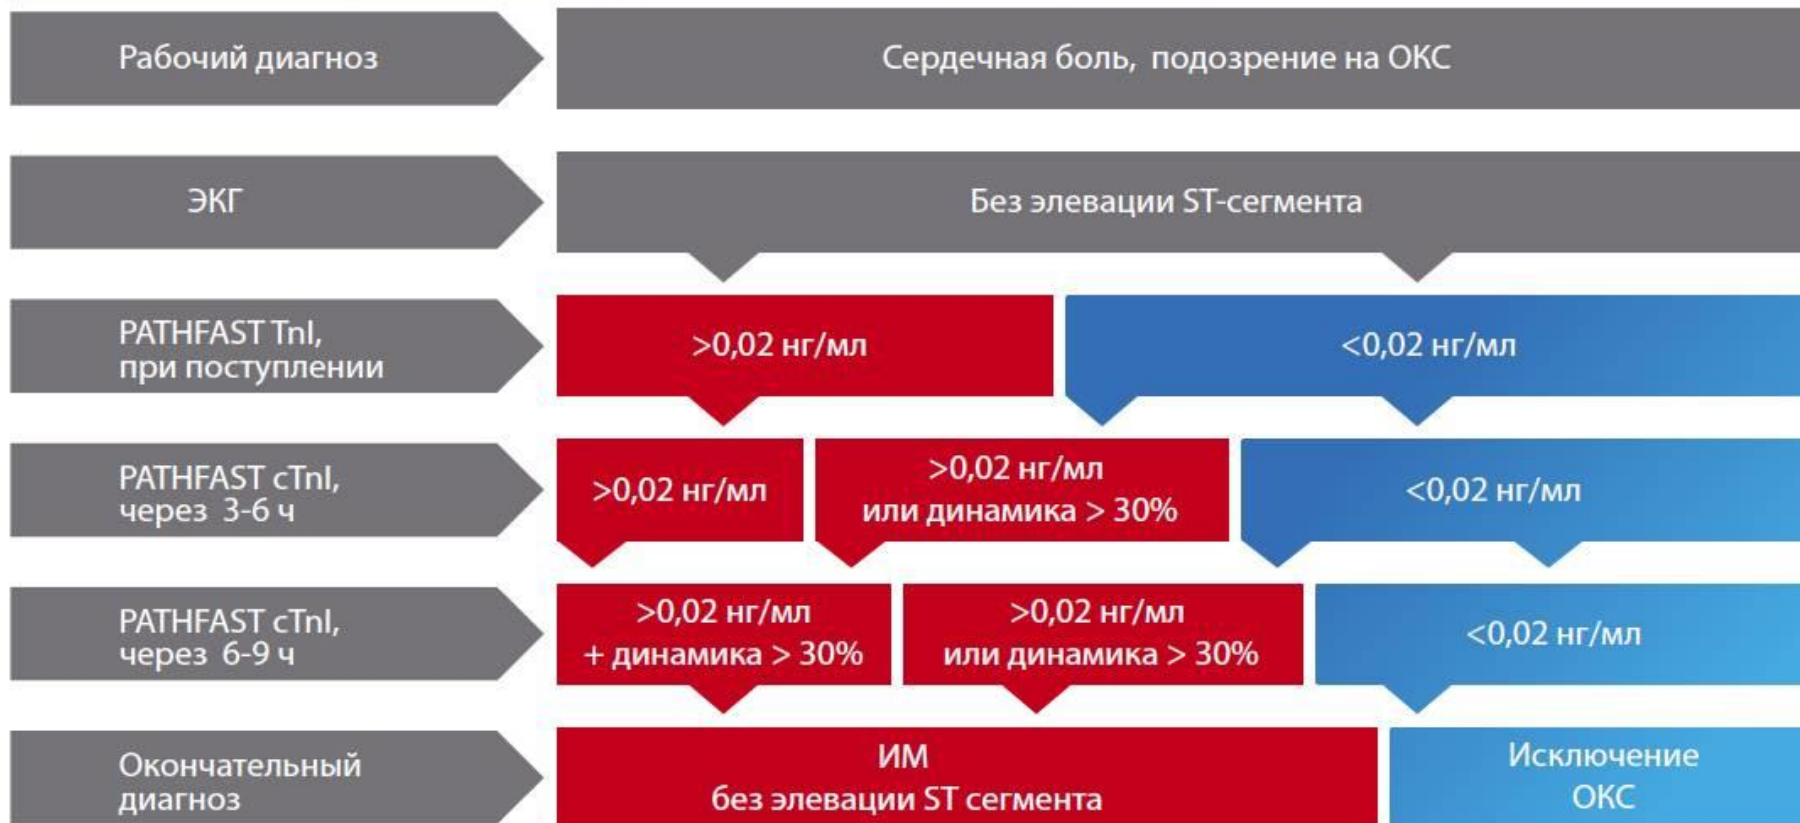 Рабочий диагноз
Сердечная боль, подозрение на ОКС
ЭКГ
Без элевации ST-сегмента
PATHFAST TnI,
при поступлении
>0,02 нг/мл
<0,02 нг/мл
PATHFAST cTnI,
через 3-6 ч
>0,02 нг/мл
>0,02 нг/мл
или динамика > 30%
<0,02 нг/мл
PATHFAST cTnI,
через 6-9 ч
>0,02 нг/мл
+ динамика > 30%
>0,02 нг/мл
или динамика > 30%
<0,02 нг/мл
Окончательный
диагноз
ИМ
без элевации ST сегмента
Исключение
ОКС